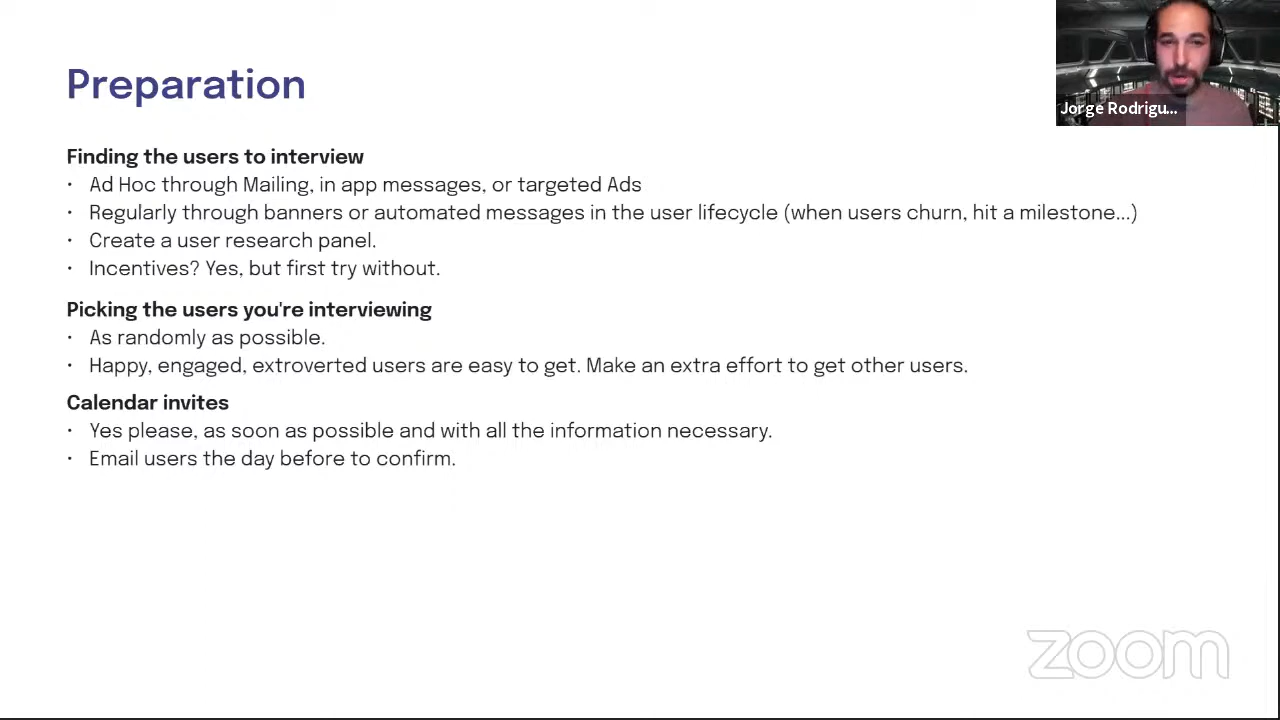 Preparation
Jorge Rodrigu...
Finding the users to interview
• Ad Hoc through Mailing, in app messages, or targeted Ads
• Regularly through banners or automated messages in the user lifecycle (when users churn, hit a milestone...)
• Create a user research panel.
• Incentives? Yes, but first try without.
Picking the users you're interviewing
• As randomly as possible.
• Happy, engaged, extroverted users are easy to get. Make an extra effort to get other users.
Calendar invites
• Yes please, as soon as possible and with all the information necessary.
• Email users the day before to confirm.
zoom